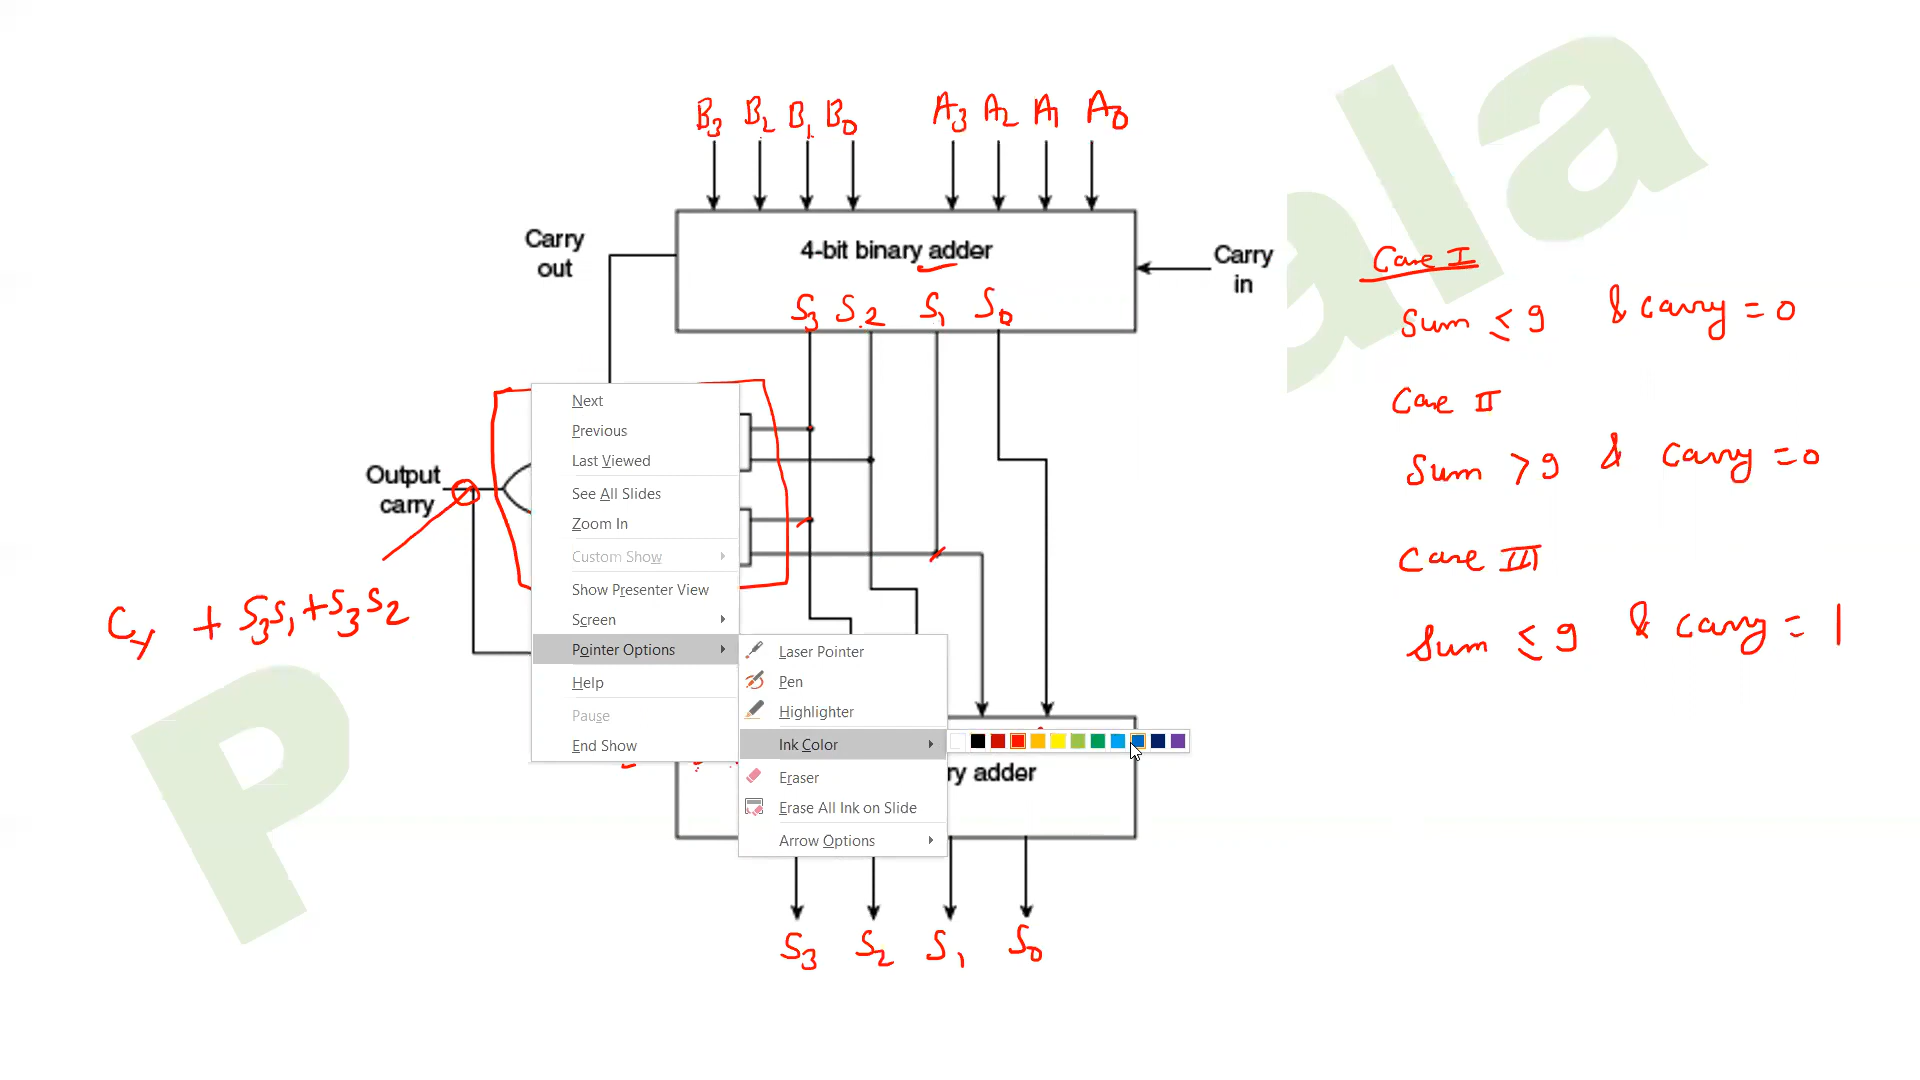 B3 B2 B1 B0 A3 A2 A1 A0
Carry
out
4-bit binary adder
Carry
in
S3 S2 S1 S0
Case I
Sum ≤ 9 & carry = 0
Case II
Sum > 9 & carry = 0
Case III
Sum ≤ 9 & carry = 1
Output
carry
Cy + S3S1 + S3S2
Next
Previous
Last Viewed
See All Slides
Zoom In
Custom Show
Show Presenter View
Screen
Pointer Options
Help
Pause
End Show
Laser Pointer
Pen
Highlighter
Ink Color
Eraser
Erase All Ink on Slide
Arrow Options
ry adder
S3 S2 S1 S0
P
ala